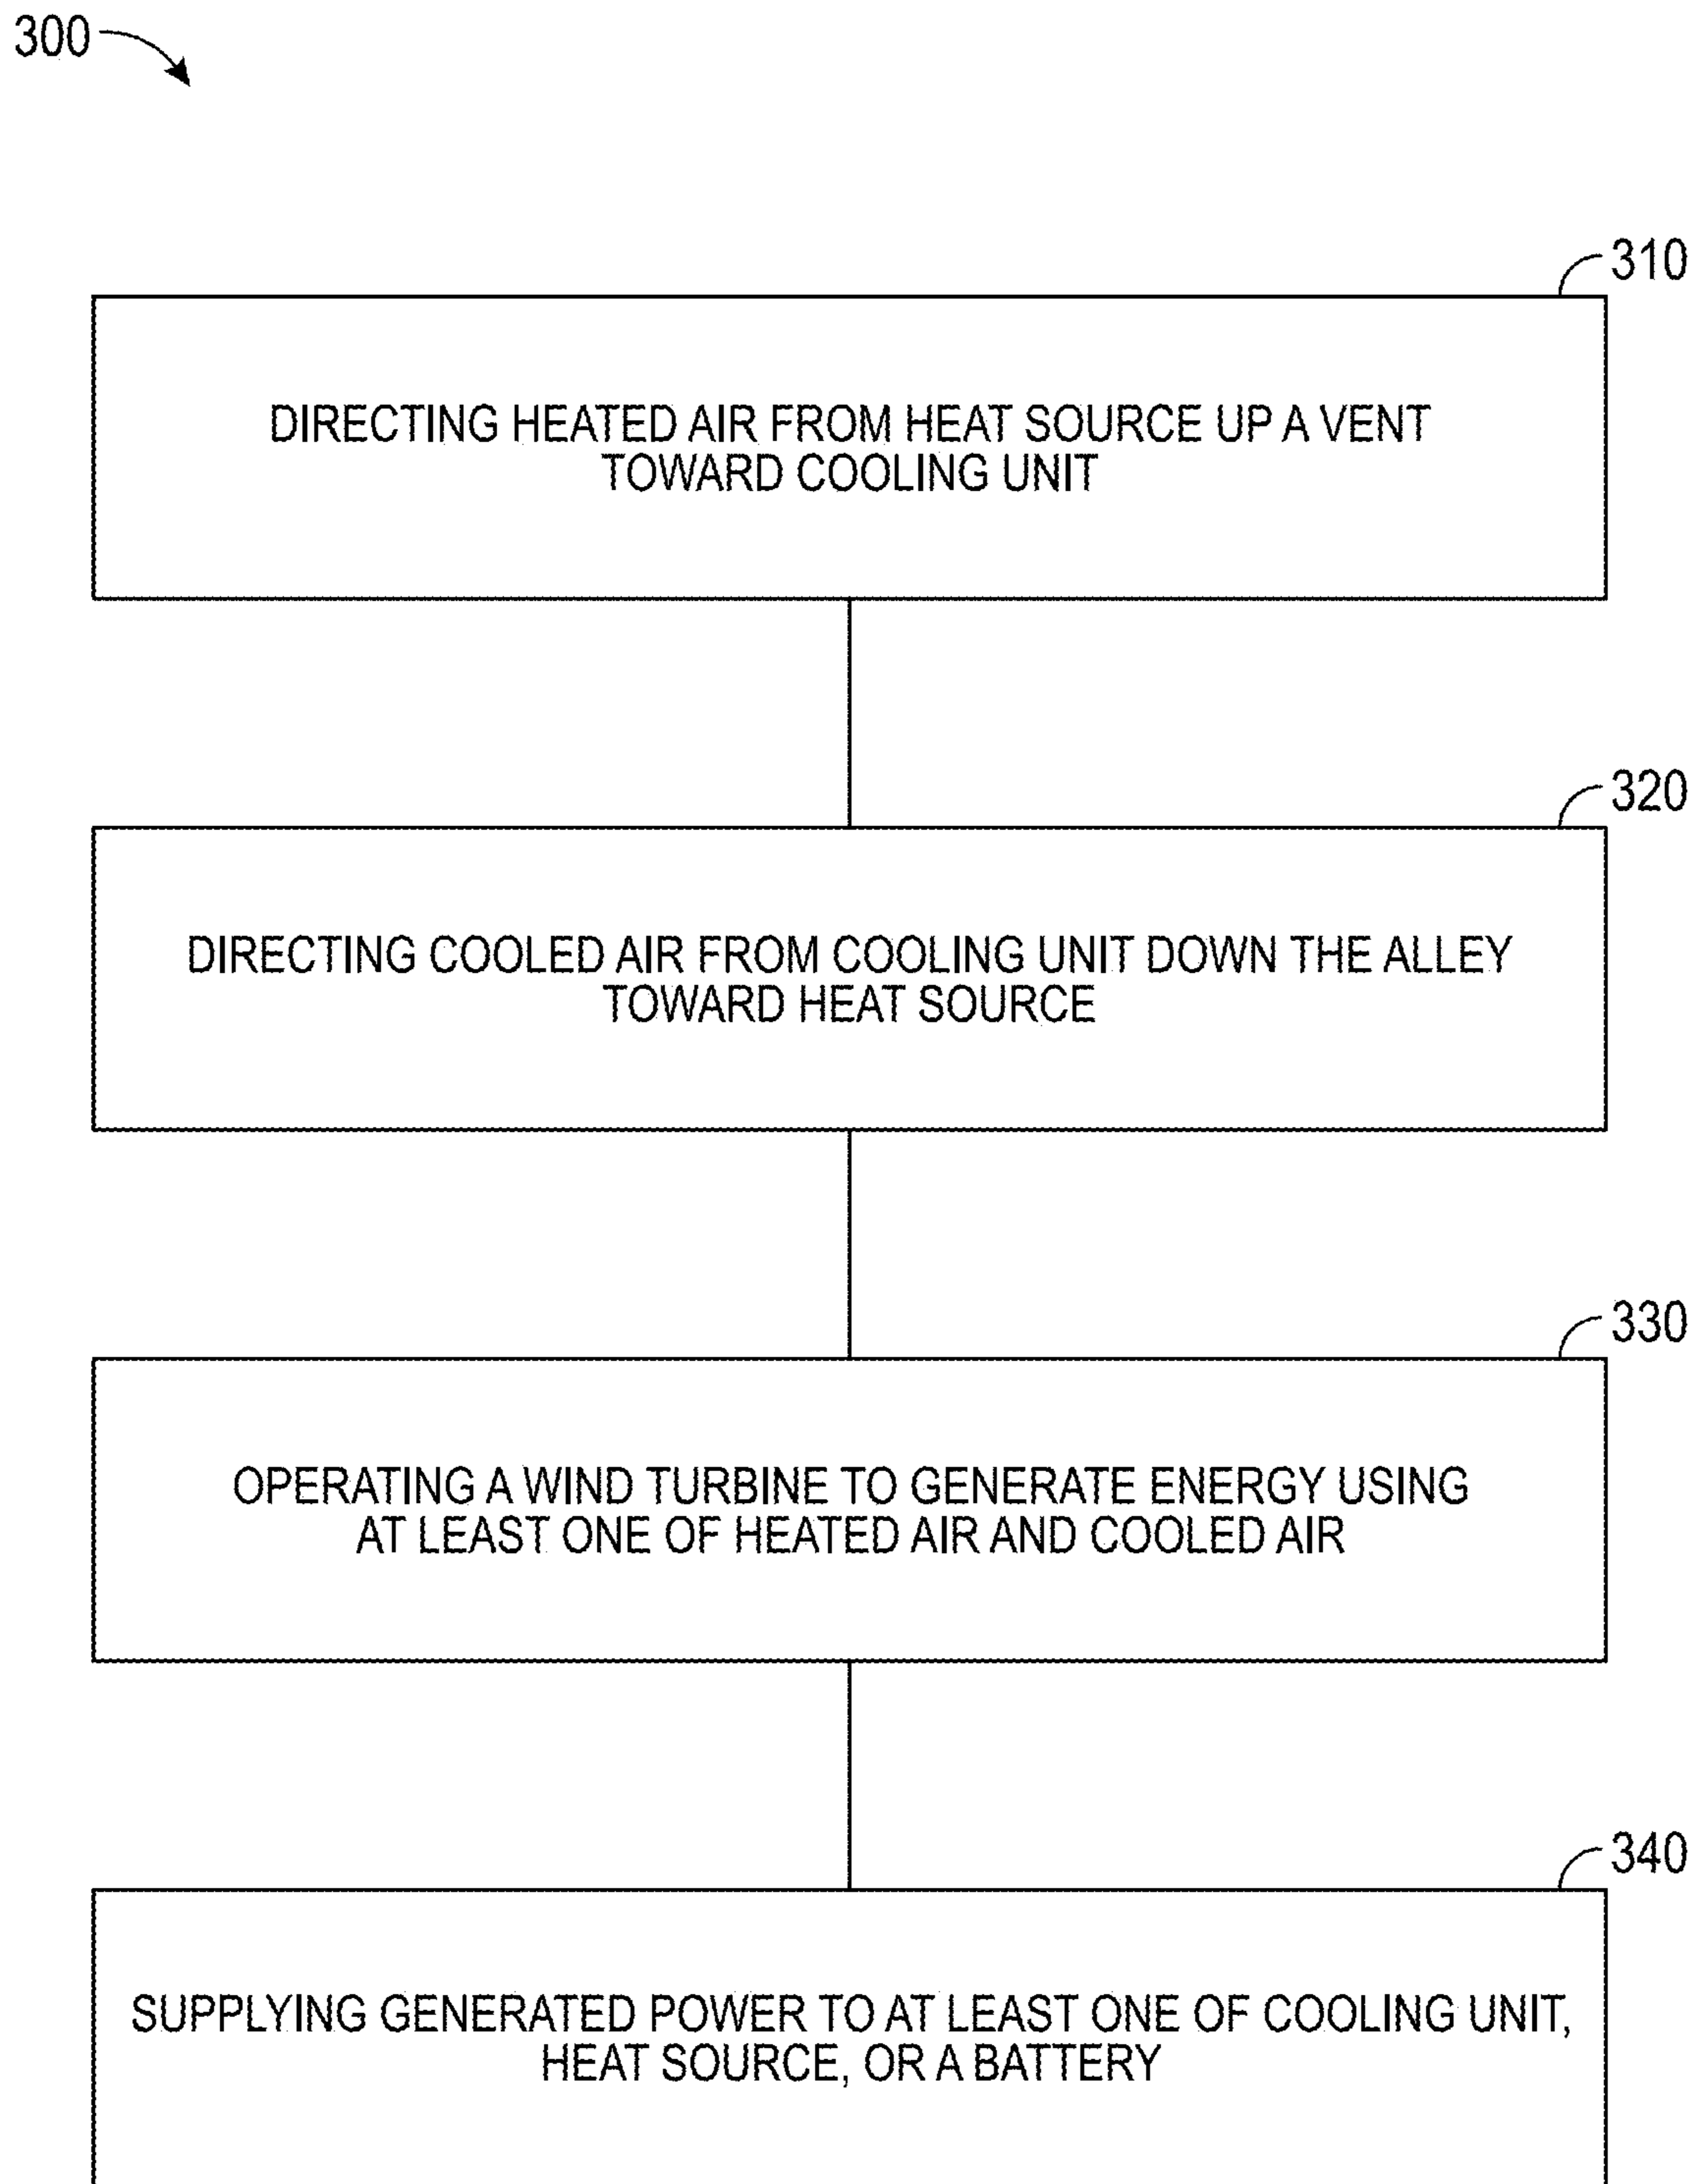 300
310
DIRECTING HEATED AIR FROM HEAT SOURCE UP A VENT
TOWARD COOLING UNIT
320
DIRECTING COOLED AIR FROM COOLING UNIT DOWN THE ALLEY
TOWARD HEAT SOURCE
330
OPERATING A WIND TURBINE TO GENERATE ENERGY USING
AT LEAST ONE OF HEATED AIR AND COOLED AIR
340
SUPPLYING GENERATED POWER TO AT LEAST ONE OF COOLING UNIT,
HEAT SOURCE, OR A BATTERY